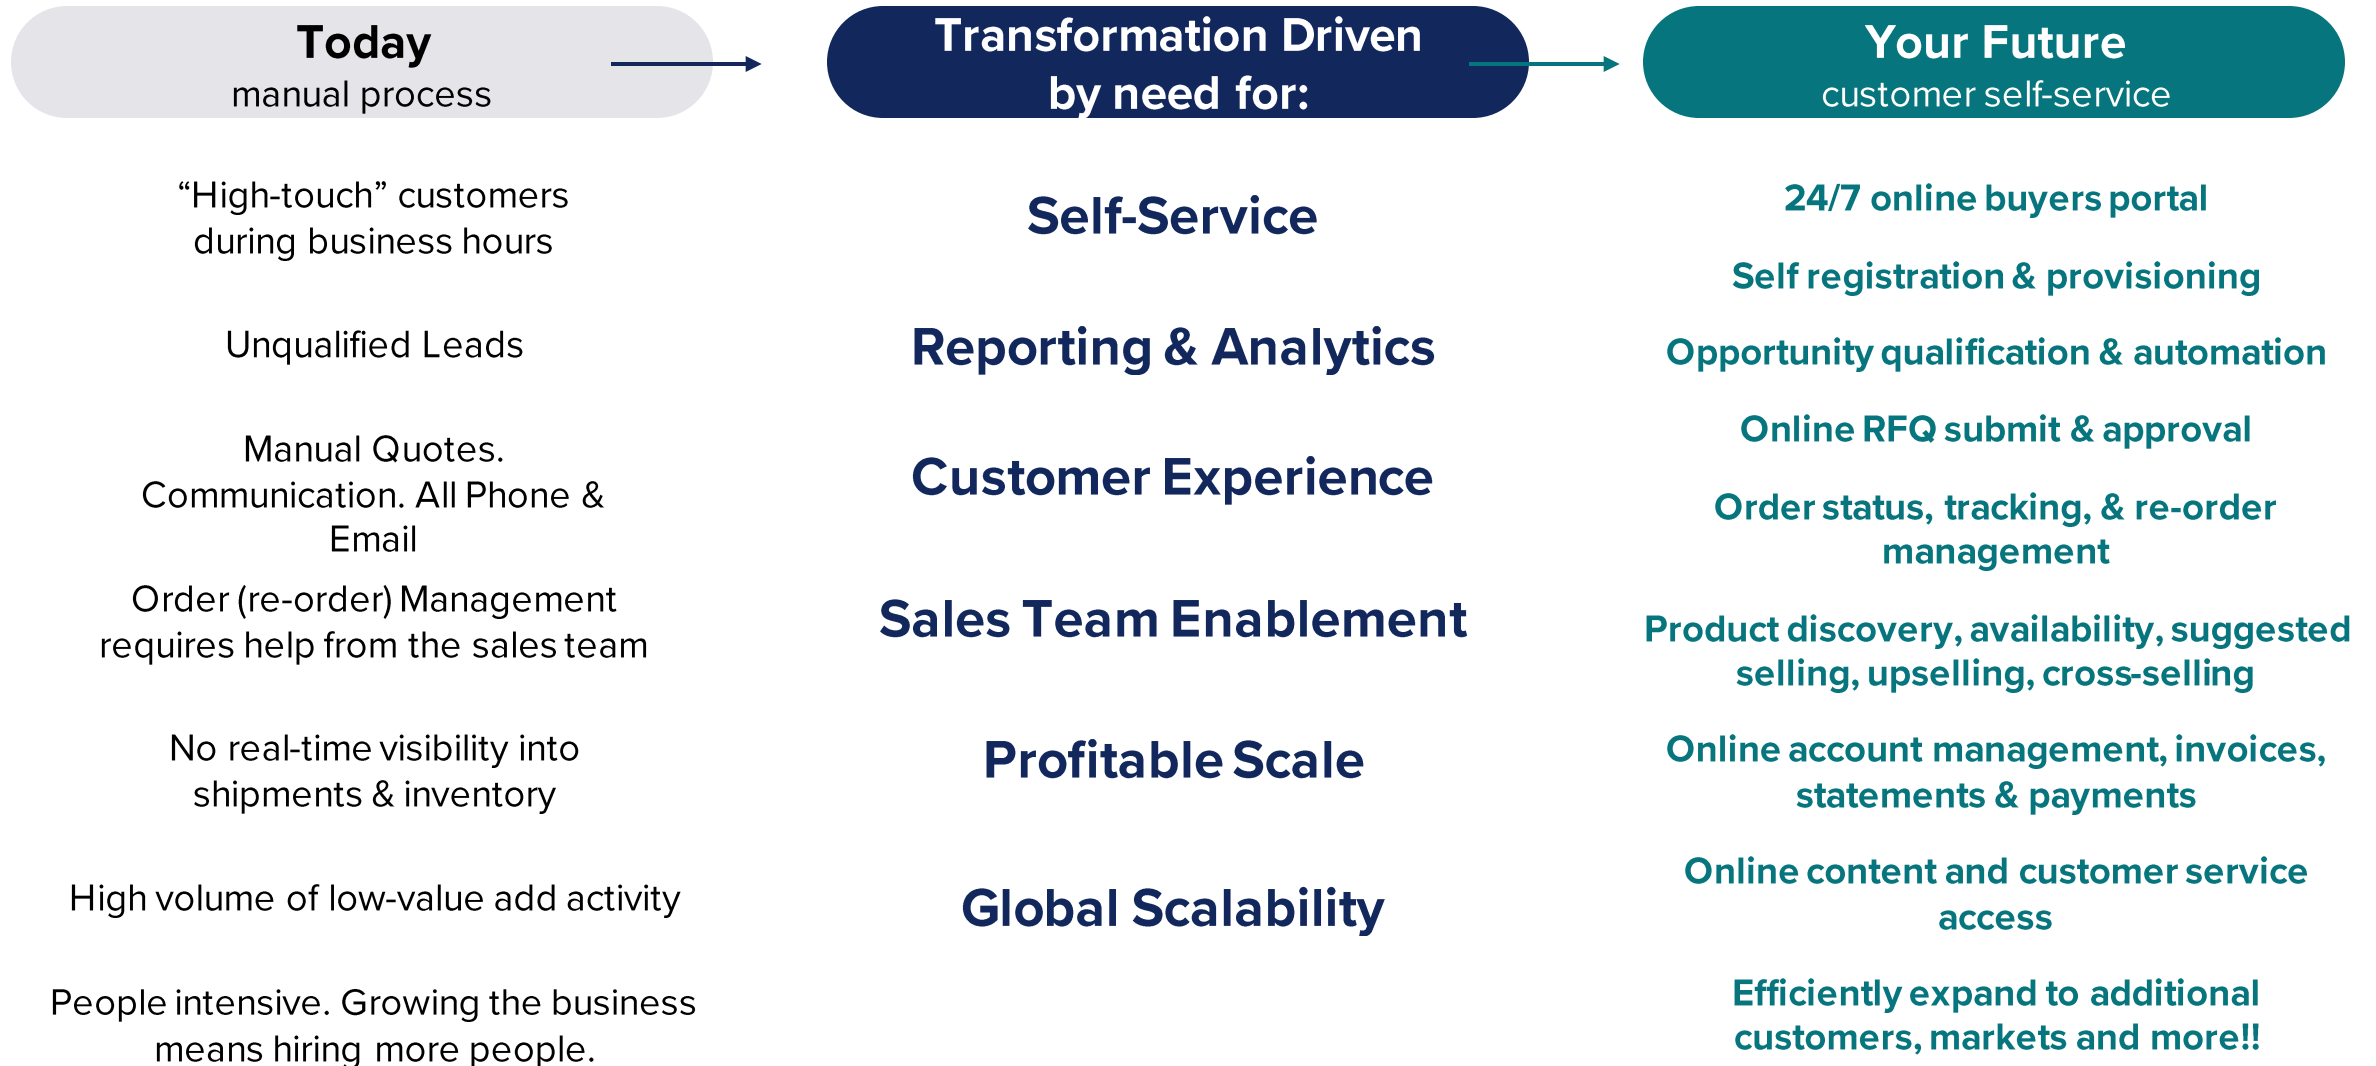 Today
manual process
“High-touch” customers
during business hours
Unqualified Leads
Manual Quotes.
Communication. All Phone &
Email
Order (re-order) Management
requires help from the sales team
No real-time visibility into
shipments & inventory
High volume of low-value add activity
People intensive. Growing the business
means hiring more people.
Transformation Driven
by need for:
Self-Service
Reporting & Analytics
Customer Experience
Sales Team Enablement
Profitable Scale
Global Scalability
Your Future
customer self-service
24/7 online buyers portal
Self registration & provisioning
Opportunity qualification & automation
Online RFQ submit & approval
Order status, tracking, & re-order
management
Product discovery, availability, suggested
selling, upselling, cross-selling
Online account management, invoices,
statements & payments
Online content and customer service
access
Efficiently expand to additional
customers, markets and more!!